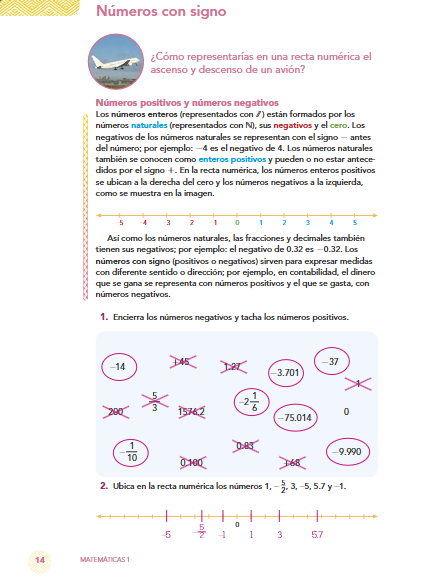 Números con signo
¿Cómo representarías en una recta numérica el
ascenso y descenso de un avión?
Números positivos y números negativos
Los números enteros (representados con ℤ) están formados por los
números naturales (representados con ℕ), sus negativos y el cero. Los
negativos de los números naturales se representan con el signo − antes
del número; por ejemplo: −4 es el negativo de 4. Los números naturales
también se conocen como enteros positivos y pueden o no estar antece-
didos por el signo +. En la recta numérica, los números enteros positivos
se ubican a la derecha del cero y los números negativos a la izquierda,
como se muestra en la imagen.
5 4 3 2 1 0 1 2 3 4 5
Así como los números naturales, las fracciones y decimales también
tienen sus negativos; por ejemplo: el negativo de 0.32 es −0.32. Los
números con signo (positivos o negativos) sirven para expresar medidas
con diferente sentido o dirección; por ejemplo, en contabilidad, el dinero
que se gana se representa con números positivos y el que se gasta, con
números negativos.
1. Encierra los números negativos y tacha los números positivos.
−14 +45 1.27 −3.701 −37
1
200 5/3 1576.2 −2 1/6 −75.014 0
−1/10 0.100 0.83 +68 −9.990
2. Ubica en la recta numérica los números 1, −5/2, 3, −5, 5.7 y −1.
0
−5 −5/2 −1 1 3 5.7
14 MATEMÁTICAS 1